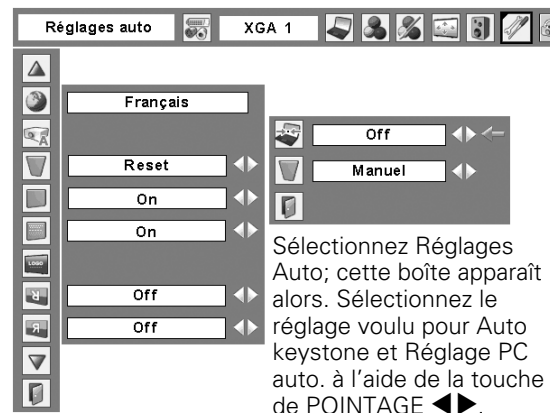 Réglages auto XGA 1
Français
Reset
On
On
LOGO
Off
Off
Off
Manuel
Sélectionnez Réglages
Auto; cette boîte apparaît
alors. Sélectionnez le
réglage voulu pour Auto
keystone et Réglage PC
auto. à l'aide de la touche
de POINTAGE ◀▶.